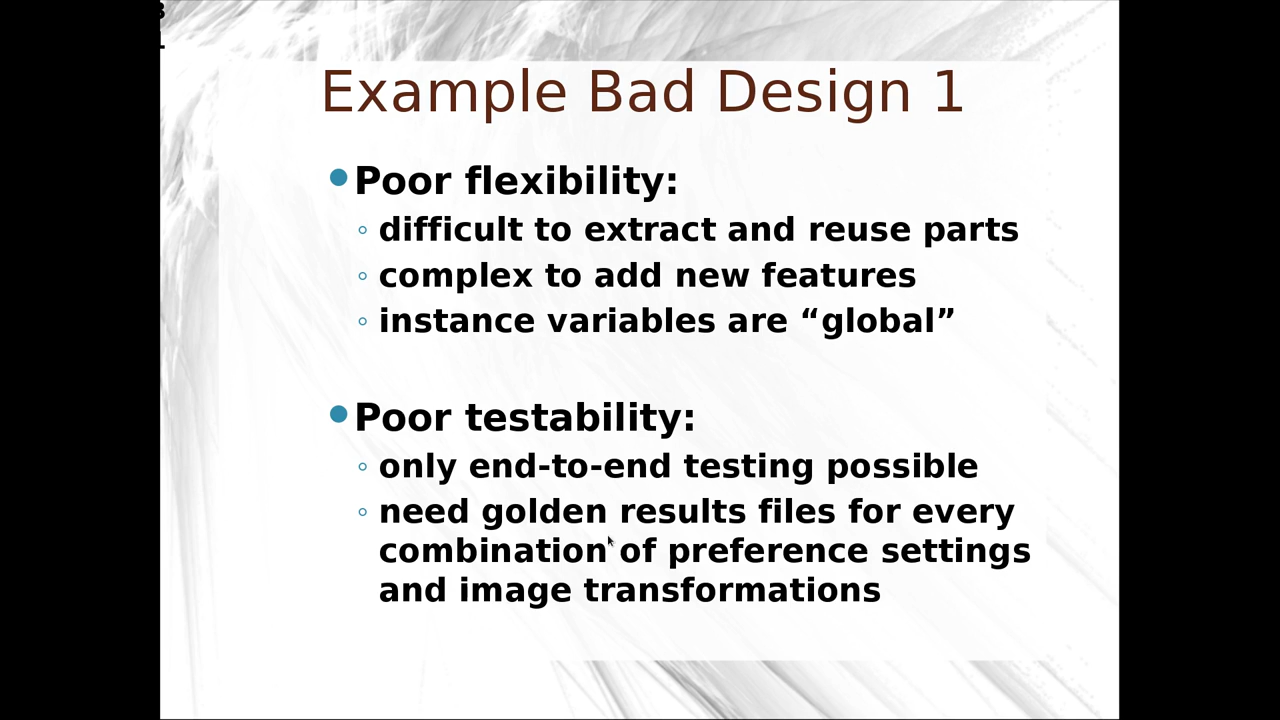 Example Bad Design 1
Poor flexibility:
difficult to extract and reuse parts
complex to add new features
instance variables are “global”
Poor testability:
only end-to-end testing possible
need golden results files for every
combination of preference settings
and image transformations